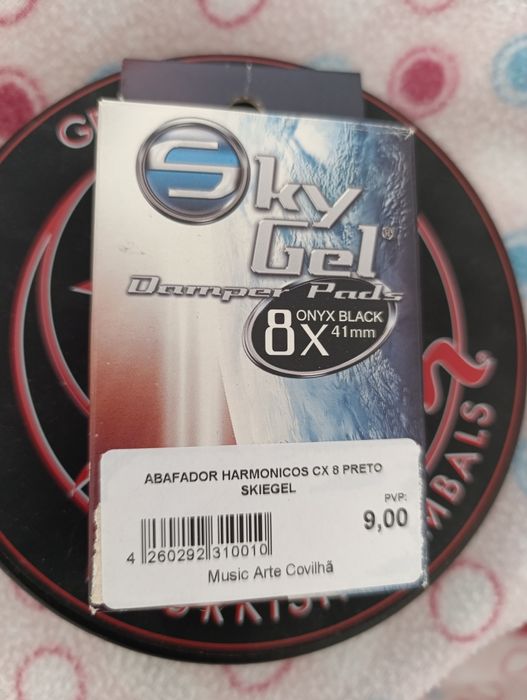 Sky
Gel®
Damper Pads
8x ONYX BLACK
41mm
ABAFADOR HARMONICOS CX 8 PRETO
SKIEGEL
PVP:
9,00
4 260292 310010
Music Arte Covilhã
MBALS